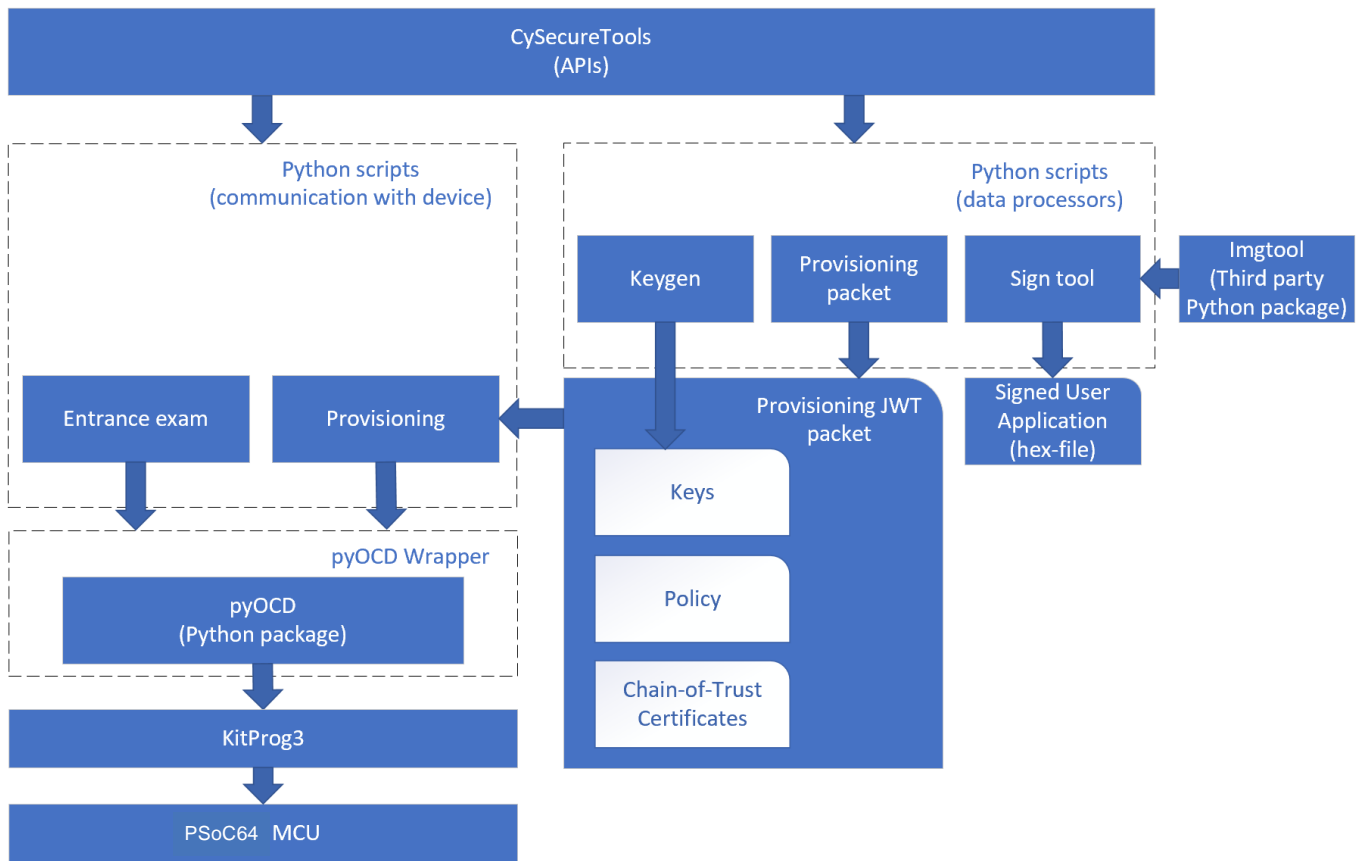 CySecureTools
(APIs)
Python scripts
(communication with device)
Python scripts
(data processors)
Keygen
Provisioning
packet
Sign tool
Imgtool
(Third party
Python package)
Entrance exam
Provisioning
Provisioning JWT
packet
Signed User
Application
(hex-file)
Keys
Policy
Chain-of-Trust
Certificates
pyOCD Wrapper
pyOCD
(Python package)
KitProg3
PSoC64 MCU